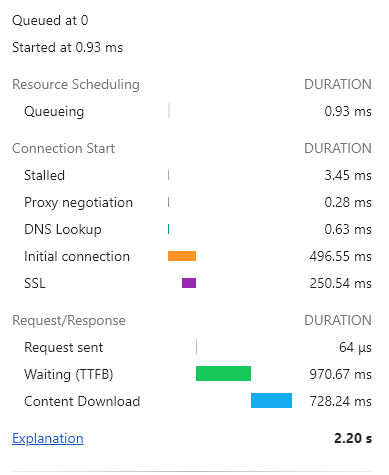 Queued at 0
Started at 0.93 ms
Resource Scheduling DURATION
Queueing 0.93 ms
Connection Start DURATION
Stalled 3.45 ms
Proxy negotiation 0.28 ms
DNS Lookup 0.63 ms
Initial connection 496.55 ms
SSL 250.54 ms
Request/Response DURATION
Request sent 64 μs
Waiting (TTFB) 970.67 ms
Content Download 728.24 ms
Explanation 2.20 s